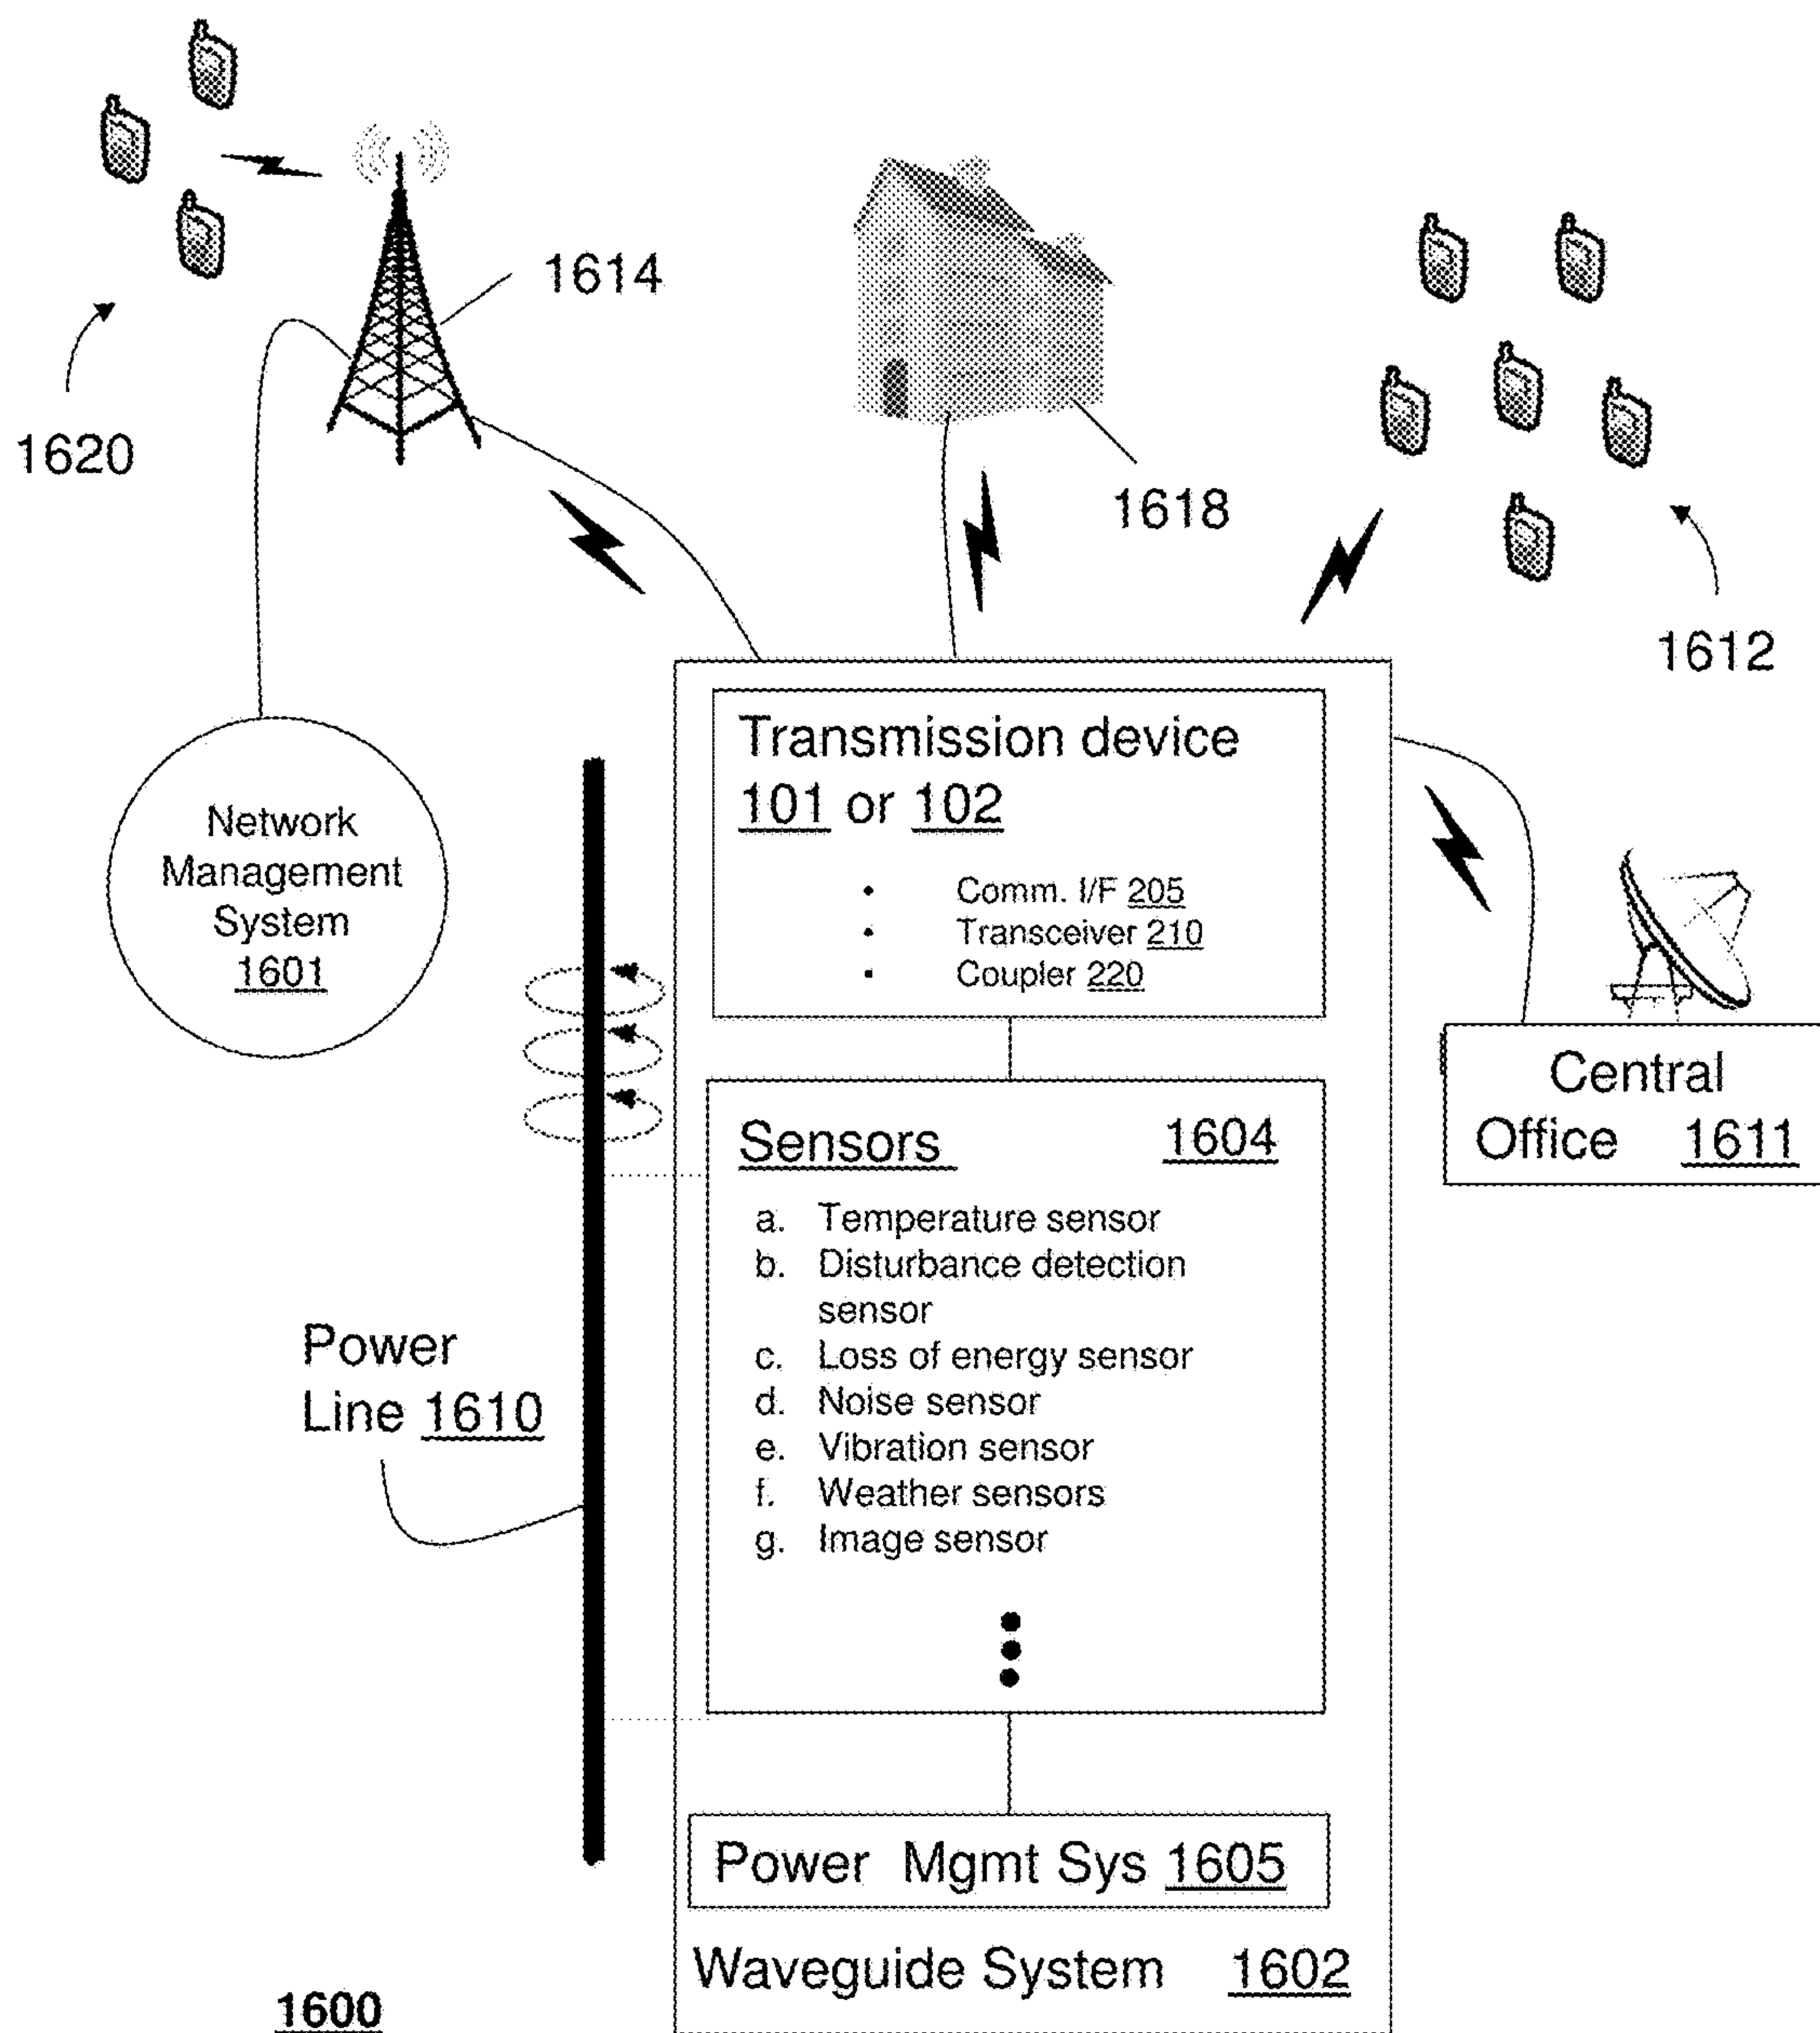 1614
1620
1618
1612
Transmission device
101 or 102
• Comm. I/F 205
• Transceiver 210
• Coupler 220
Network
Management
System
1601
Central
Office 1611
Sensors 1604
a. Temperature sensor
b. Disturbance detection
sensor
c. Loss of energy sensor
d. Noise sensor
e. Vibration sensor
f. Weather sensors
g. Image sensor
Power
Line 1610
Power Mgmt Sys 1605
Waveguide System 1602
1600